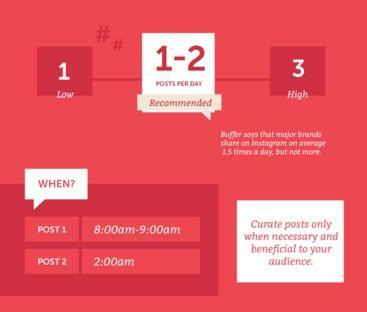 # #
1
Low
1-2
POSTS PER DAY
Recommended
3
High
Buffer says that major brands
share on Instagram on average
1.5 times a day, but not more.
WHEN?
POST 1
8:00am-9:00am
POST 2
2:00am
Curate posts only
when necessary and
beneficial to your
audience.